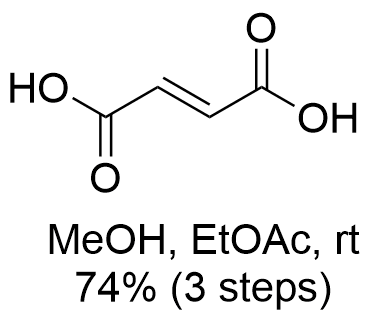 O
HO
OH
O
MeOH, EtOAc, rt
74% (3 steps)